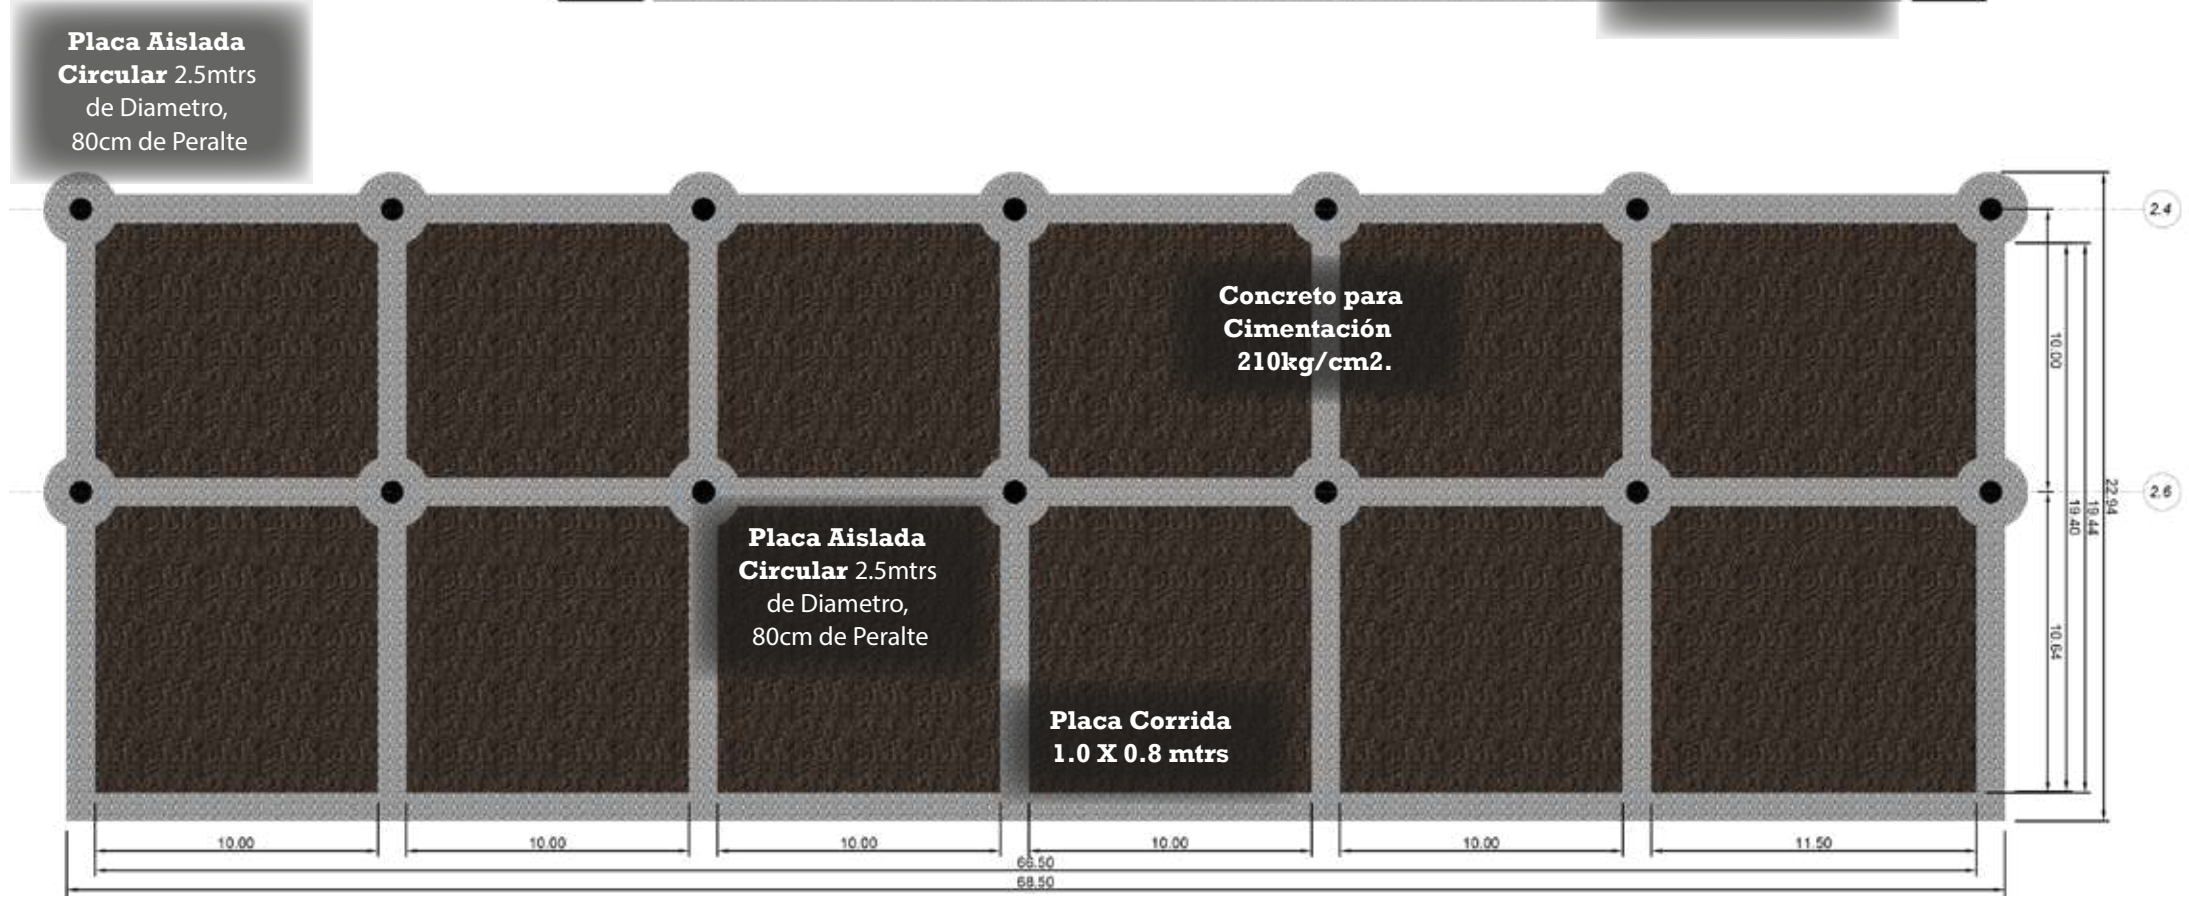 Placa Aislada
Circular 2.5mtrs
de Diametro,
80cm de Peralte
2.4
Concreto para
Cimentación
210kg/cm2.
10.00
2.6
22.94
19.44
19.40
Placa Aislada
Circular 2.5mtrs
de Diametro,
80cm de Peralte
10.64
Placa Corrida
1.0 X 0.8 mtrs
10.00 10.00 10.00 10.00 10.00 11.50
66.50
68.50